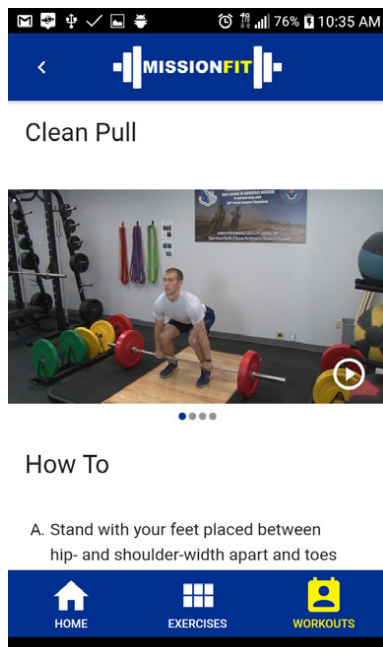 76% 10:35 AM
MISSIONFIT
Clean Pull
How To
A. Stand with your feet placed between
hip- and shoulder-width apart and toes
HOME
EXERCISES
WORKOUTS